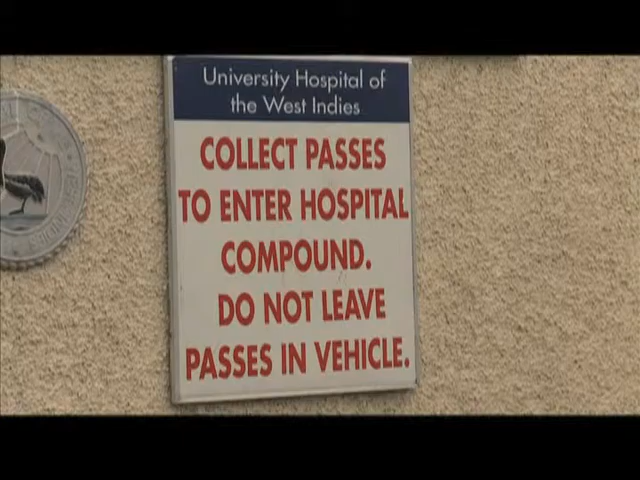 University Hospital of
the West Indies
COLLECT PASSES
TO ENTER HOSPITAL
COMPOUND.
DO NOT LEAVE
PASSES IN VEHICLE.